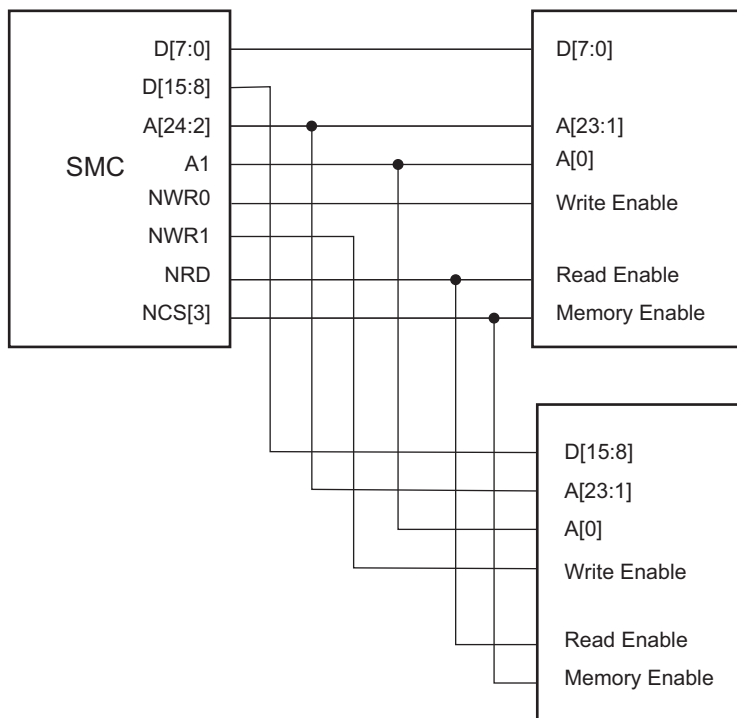 SMC
D[7:0]
D[15:8]
A[24:2]
A1
NWR0
NWR1
NRD
NCS[3]
D[7:0]
A[23:1]
A[0]
Write Enable
Read Enable
Memory Enable
D[15:8]
A[23:1]
A[0]
Write Enable
Read Enable
Memory Enable